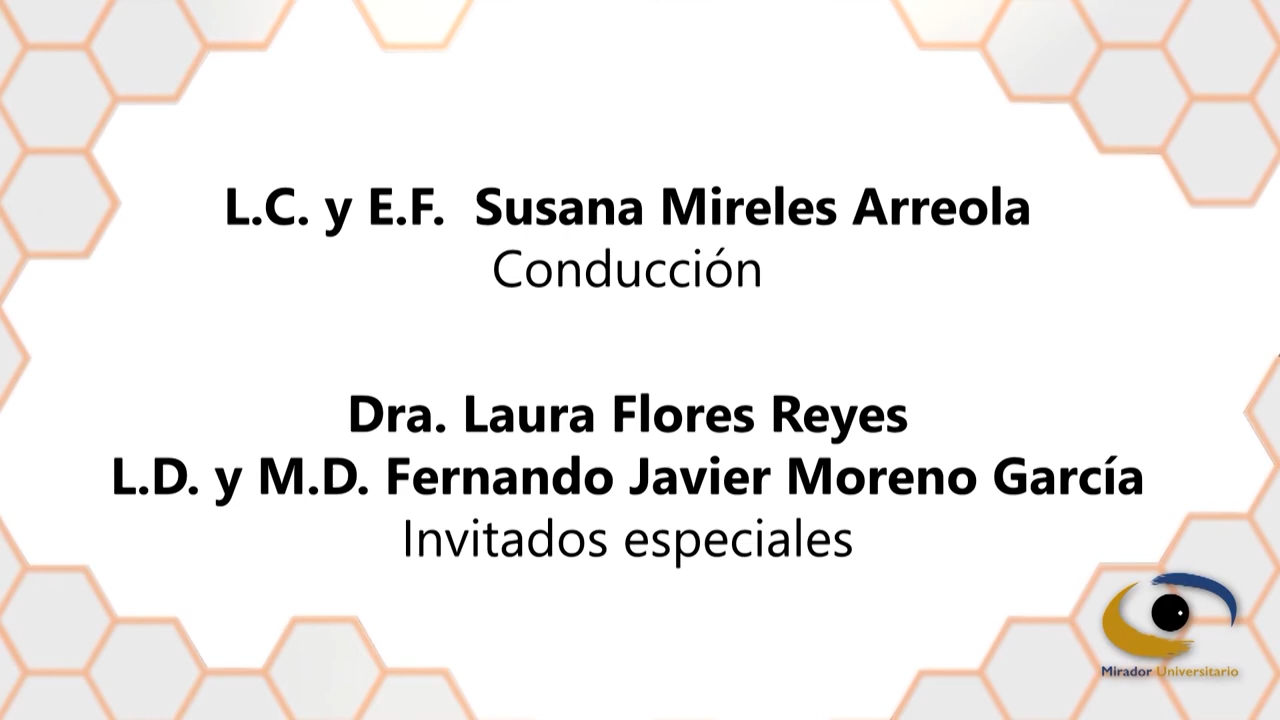 L.C. y E.F. Susana Mireles Arreola
Conducción
Dra. Laura Flores Reyes
L.D. y M.D. Fernando Javier Moreno García
Invitados especiales
Mirador Universitario